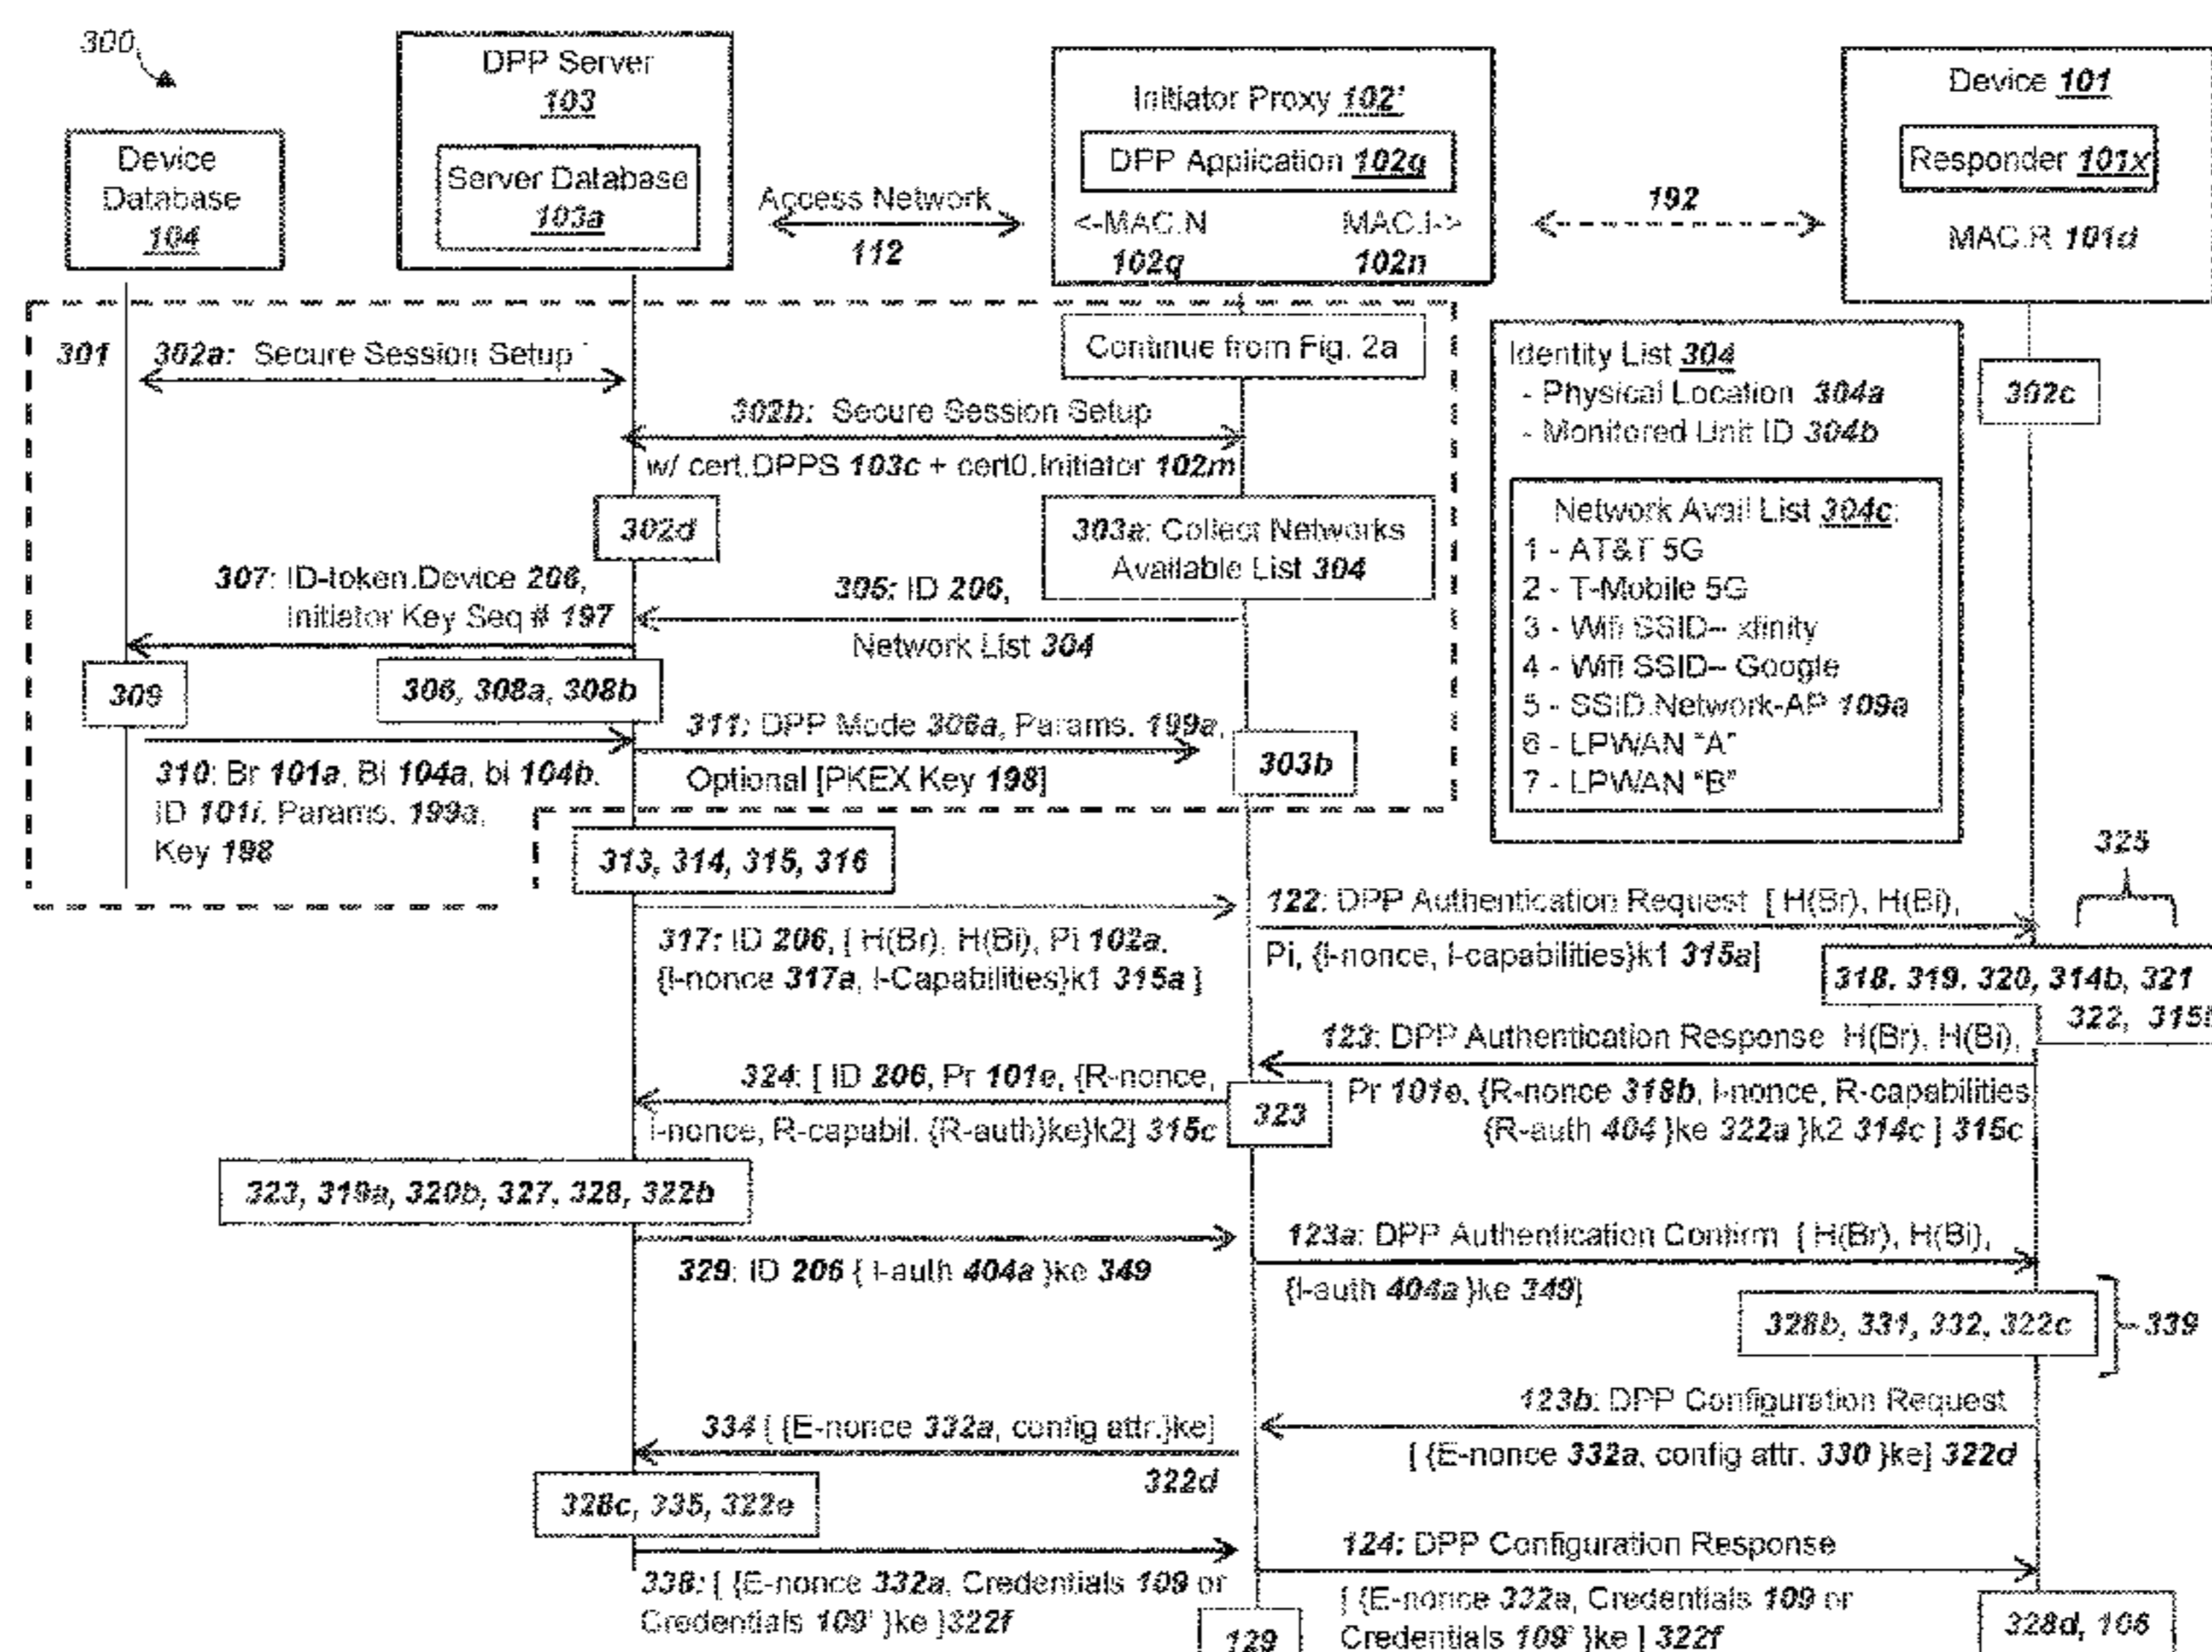 300
Device
Database
104
DPP Server
103
Server Database
103a
Access Network
112
Initiator Proxy 102'
DPP Application 102g
<-MAC.N
102q
MAC.I->
102n
192
Device 101
Responder 101x
MAC.R 101d
301
302a: Secure Session Setup
Continue from Fig. 2a
302b: Secure Session Setup
w/ cert.DPPS 103c + cert0.Initiator 102m
302c
302d
303a: Collect Networks
Available List 304
Identity List 304
- Physical Location 304a
- Monitored Unit ID 304b
Network Avail List 304c:
1 - AT&T 5G
2 - T-Mobile 5G
3 - Wifi SSID-- xfinity
4 - Wifi SSID-- Google
5 - SSID.Network-AP 109a
6 - LPWAN "A"
7 - LPWAN "B"
307: ID-token.Device 206,
Initiator Key Seq # 197
305: ID 206,
Network List 304
309
306, 308a, 308b
311: DPP Mode 306a, Params. 199a,
Optional [PKEX Key 198]
303b
310: Br 101a, Bi 104a, bi 104b,
ID 101i, Params. 199a,
Key 198
313, 314, 315, 316
325
317: ID 206, [ H(Br), H(Bi), Pi 102a,
{I-nonce 317a, I-Capabilities}k1 315a ]
122: DPP Authentication Request [ H(Br), H(Bi),
Pi, {I-nonce, I-capabilities}k1 315a]
318, 319, 320, 314b, 321
322,
123: DPP Authentication Response H(Br), H(Bi),
Pr 101e, {R-nonce 318b, I-nonce, R-capabilities
{R-auth 404 }ke 322a }k2 314c ] 315c
324: [ ID 206, Pr 101e, {R-nonce,
I-nonce, R-capabil. {R-auth}ke}k2] 315c
323
323, 319a, 320b, 327, 328, 322b
329: ID 206 { I-auth 404a }ke 349
123a: DPP Authentication Confirm [ H(Br), H(Bi),
{I-auth 404a }ke 349]
328b, 331, 332, 322c
339
123b: DPP Configuration Request
[ {E-nonce 332a, config attr. 330 }ke] 322d
334 [ {E-nonce 332a, config attr.}ke]
322d
328c, 335, 322e
338: [ {E-nonce 332a, Credentials 109 or
Credentials 109' }ke ]322f
124: DPP Configuration Response
[ {E-nonce 332a, Credentials 109 or
Credentials 109' }ke ] 322f
129
328d, 106